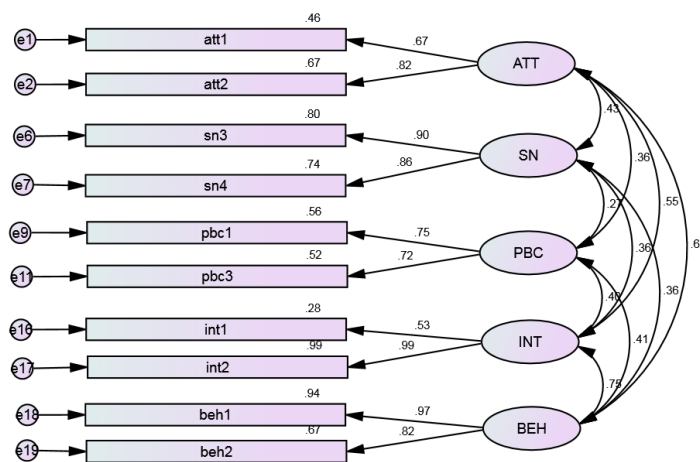 .46
e1 att1 .67 ATT
.67
e2 att2 .82
.43
.80
e6 sn3 .90 SN .36
.74
e7 sn4 .86
.55
.27
.56
e9 pbc1 .75 PBC .36 .6
.52
e11 pbc3 .72
.40 .36
.28
e16 int1 .53 INT .41
.99
e17 int2 .99
.75
.94
e18 beh1 .97 BEH
.67
e19 beh2 .82